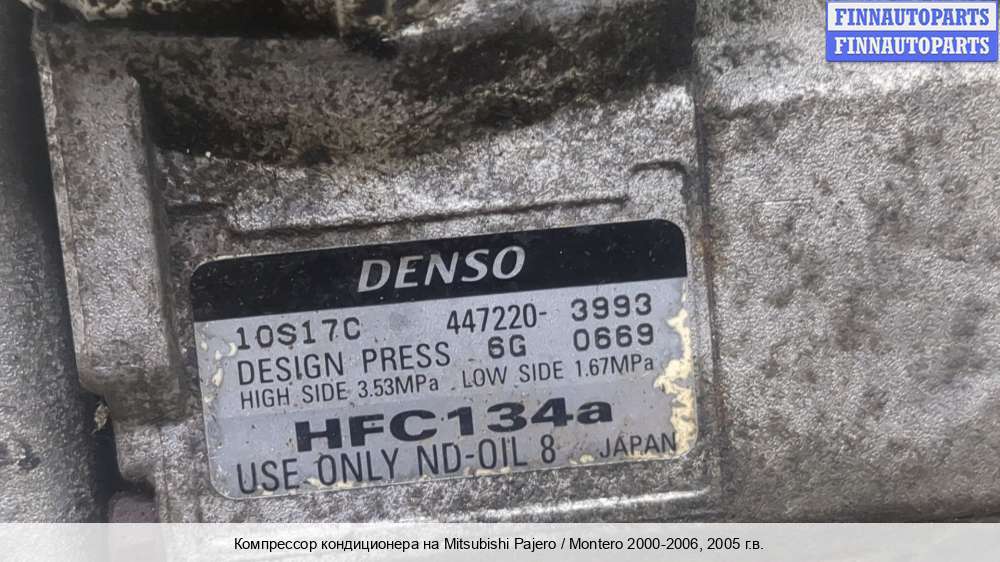 FINNAUTOPARTS
FINNAUTOPARTS
DENSO
10S17C 447220- 3993
DESIGN PRESS 6G 0669
HIGH SIDE 3.53MPa LOW SIDE 1.67MPa
HFC134a
USE ONLY ND-OIL 8 JAPAN
Компрессор кондиционера на Mitsubishi Pajero / Montero 2000-2006, 2005 г.в.